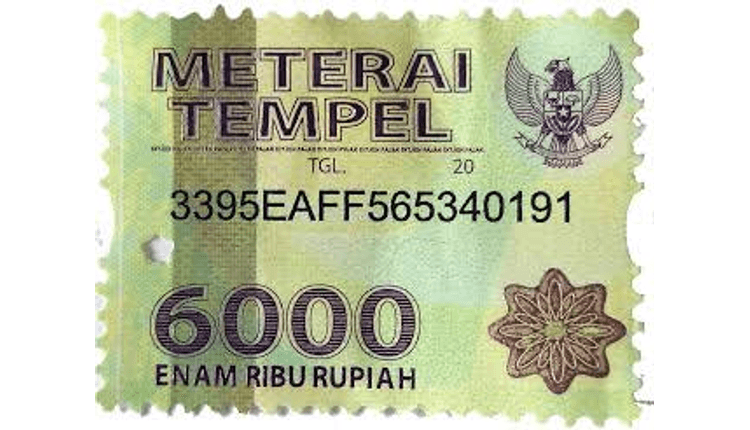 METERAI
TEMPEL
TGL. 20
3395EAFF565340191
6000
ENAM RIBU RUPIAH